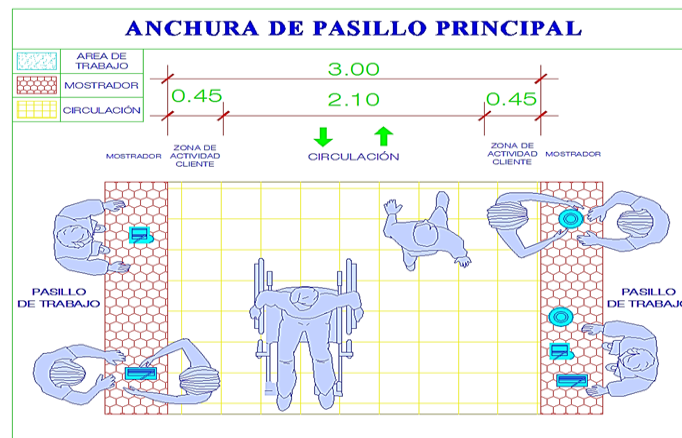 ANCHURA DE PASILLO PRINCIPAL
AREA DE
TRABAJO
MOSTRADOR
CIRCULACIÓN
3.00
0.45
2.10
0.45
MOSTRADOR
ZONA DE
ACTIVIDAD
CLIENTE
CIRCULACIÓN
ZONA DE
ACTIVIDAD
CLIENTE
MOSTRADOR
PASILLO
DE TRABAJO
PASILLO
DE TRABAJO